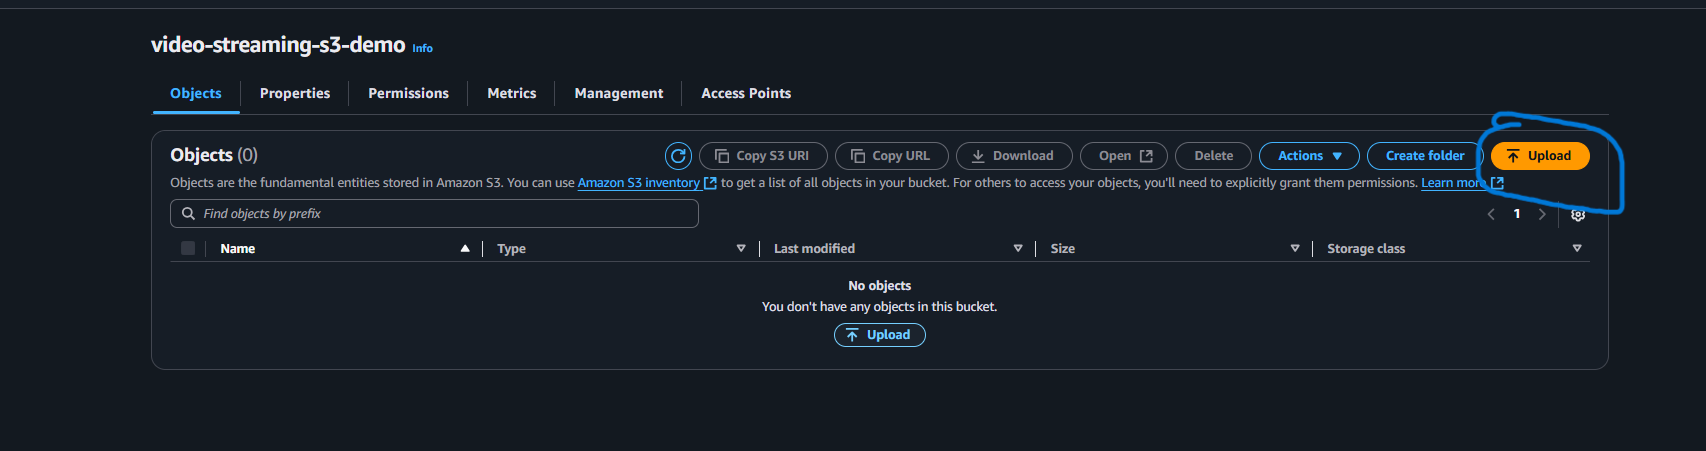 video-streaming-s3-demo Info
Objects Properties Permissions Metrics Management Access Points
Objects (0) Copy S3 URI Copy URL Download Open Delete Actions Create folder Upload
Objects are the fundamental entities stored in Amazon S3. You can use Amazon S3 inventory to get a list of all objects in your bucket. For others to access your objects, you'll need to explicitly grant them permissions. Learn more
Find objects by prefix 1
Name Type Last modified Size Storage class
No objects
You don't have any objects in this bucket.
Upload